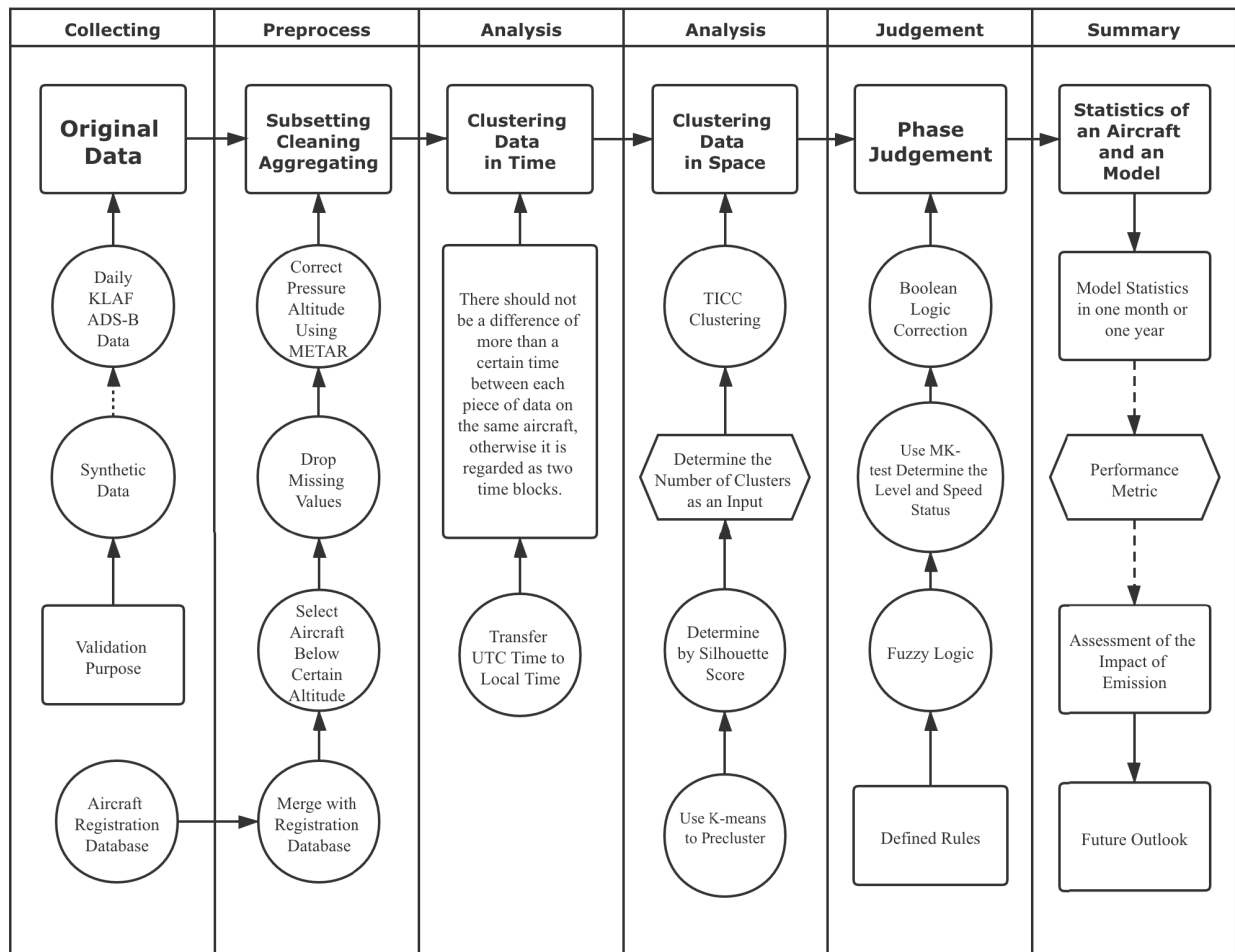 Collecting
Preprocess
Analysis
Analysis
Judgement
Summary
Original
Data
Subsetting
Cleaning
Aggregating
Clustering
Data
in Time
Clustering
Data
in Space
Phase
Judgement
Statistics of
an Aircraft
and an
Model
Daily
KLAF
ADS-B
Data
Correct
Pressure
Altitude
Using
METAR
There should not
be a difference of
more than a
certain time
between each
piece of data on
the same aircraft,
otherwise it is
regarded as two
time blocks.
TICC
Clustering
Boolean
Logic
Correction
Model Statistics
in one month or
one year
Synthetic
Data
Drop
Missing
Values
Determine the
Number of Clusters
as an Input
Use MK-
test Determine the
Level and Speed
Status
Performance
Metric
Validation
Purpose
Select
Aircraft
Below
Certain
Altitude
Transfer
UTC Time to
Local Time
Determine
by Silhouette
Score
Fuzzy Logic
Assessment of the
Impact of
Emission
Aircraft
Registration
Database
Merge with
Registration
Database
Use K-means
to Precluster
Defined Rules
Future Outlook